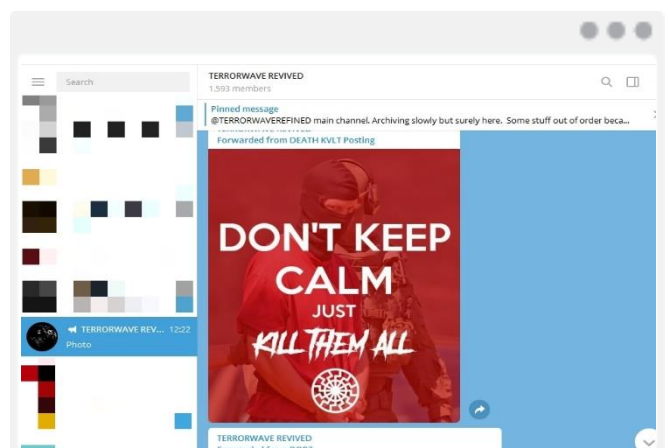 Search
TERRORWAVE REVIVED
1.593 members
Pinned message
@TERRORWAVEREFINED main channel. Archiving slowly but surely here. Some stuff out of order beca...
TERRORWAVE REVIVED
Forwarded from DEATH KVLT Posting
DON'T KEEP
CALM
JUST
KILL THEM ALL
TERRORWAVE REV... 12:22
Photo
TERRORWAVE REVIVED